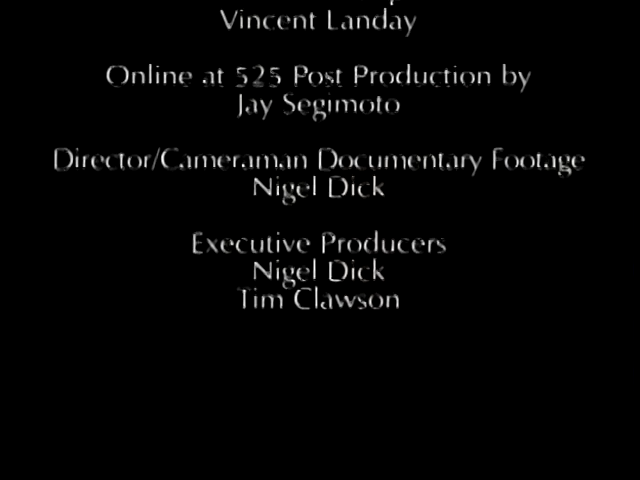 Vincent Landay
Online at 525 Post Production by
Jay Segimoto
Director/Cameraman Documentary Footage
Nigel Dick
Executive Producers
Nigel Dick
Tim Clawson